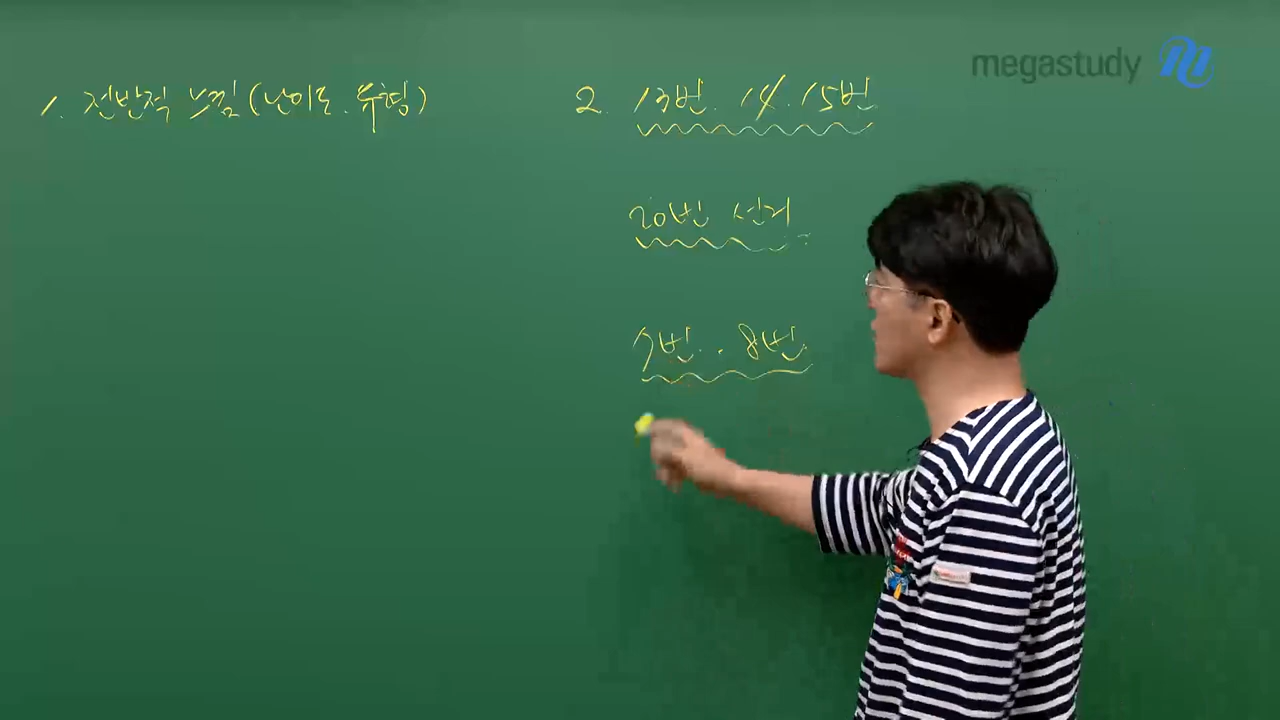 megastudy
1. 전반적 느낌 (난이도. 유형)
2. 13번. 14. 15번
20번 선거
7번. 8번.